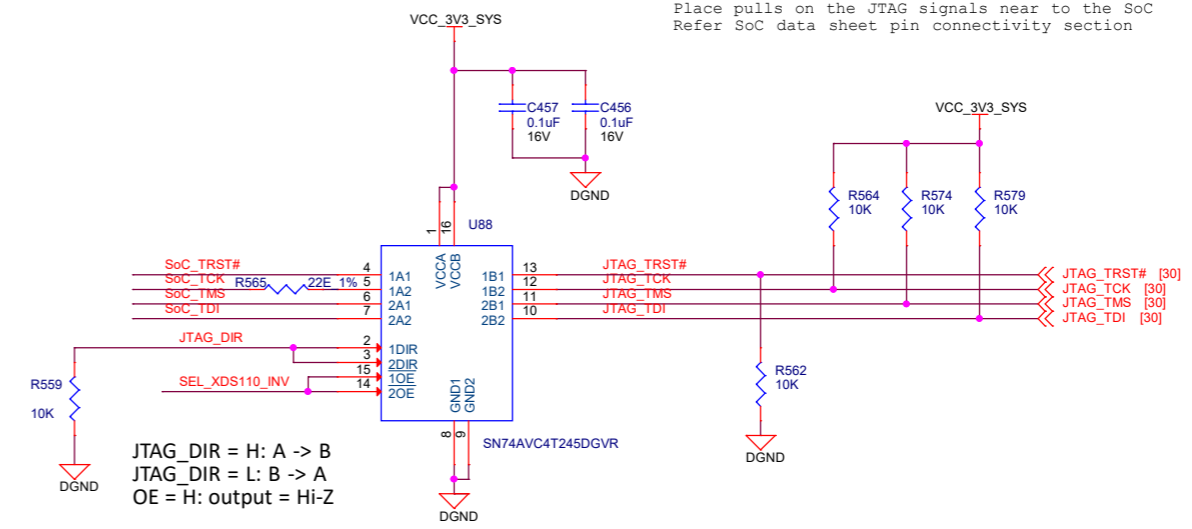 Place pulls on the JTAG signals near to the SoC
Refer SoC data sheet pin connectivity section
VCC_3V3_SYS
C457
0.1uF
16V
C456
0.1uF
16V
DGND
VCC_3V3_SYS
R564
10K
R574
10K
R579
10K
U88
1
16
VCCA
VCCB
SoC_TRST#
4
1A1
1B1
13
JTAG_TRST#
JTAG_TRST# [30]
SoC_TCK
R565
22E_1%
5
1A2
1B2
12
JTAG_TCK
JTAG_TCK [30]
SoC_TMS
6
2A1
2B1
11
JTAG_TMS
JTAG_TMS [30]
SoC_TDI
7
2A2
2B2
10
JTAG_TDI
JTAG_TDI [30]
JTAG_DIR
2
1DIR
3
2DIR
15
1OE
SEL_XDS110_INV
14
2OE
GND1
GND2
8
9
SN74AVC4T245DGVR
R559
10K
DGND
R562
10K
DGND
JTAG_DIR = H: A -> B
JTAG_DIR = L: B -> A
OE = H: output = Hi-Z
DGND